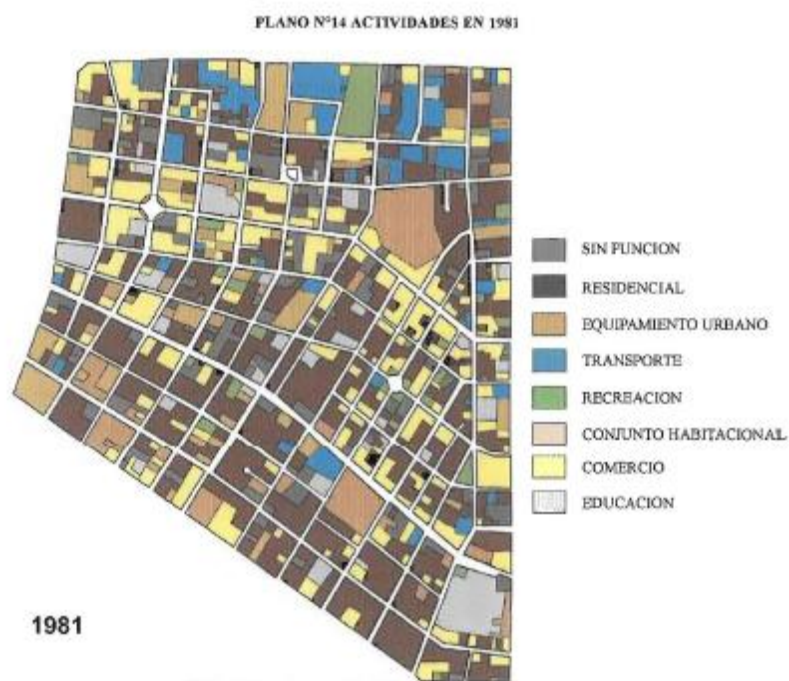 PLANO N°14 ACTIVIDADES EN 1981
SIN FUNCION
RESIDENCIAL
EQUIPAMIENTO URBANO
TRANSPORTE
RECREACION
CONJUNTO HABITACIONAL
COMERCIO
EDUCACION
1981